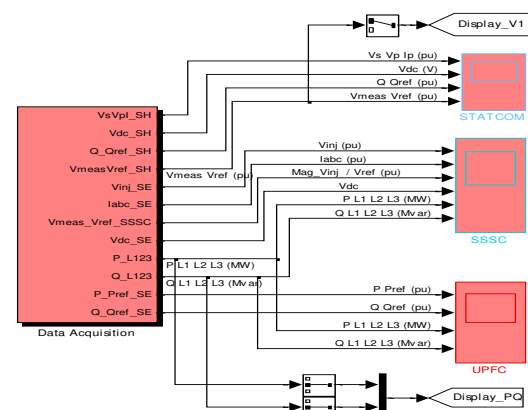 Display_V1
Vs Vp Ip (pu)
Vdc (V)
Q Qref (pu)
Vmeas Vref (pu)
STATCOM
VsVpI_SH
Vdc_SH
Q_Qref_SH
VmeasVref_SH
Vmeas Vref (pu)
Vinj_SE
Iabc_SE
Vmeas_Vref_SSSC
Vdc_SE
P_L123
Q_L123
P_Pref_SE
Q_Qref_SE
Data Acquisition
Vinj (pu)
Iabc (pu)
Mag_Vinj / Vref (pu)
Vdc
P L1 L2 L3 (MW)
Q L1 L2 L3 (Mvar)
SSSC
P L1 L2 L3 (MW)
Q L1 L2 L3 (Mvar)
P Pref (pu)
Q Qref (pu)
P L1 L2 L3 (MW)
Q L1 L2 L3 (Mvar)
UPFC
Display_PQ